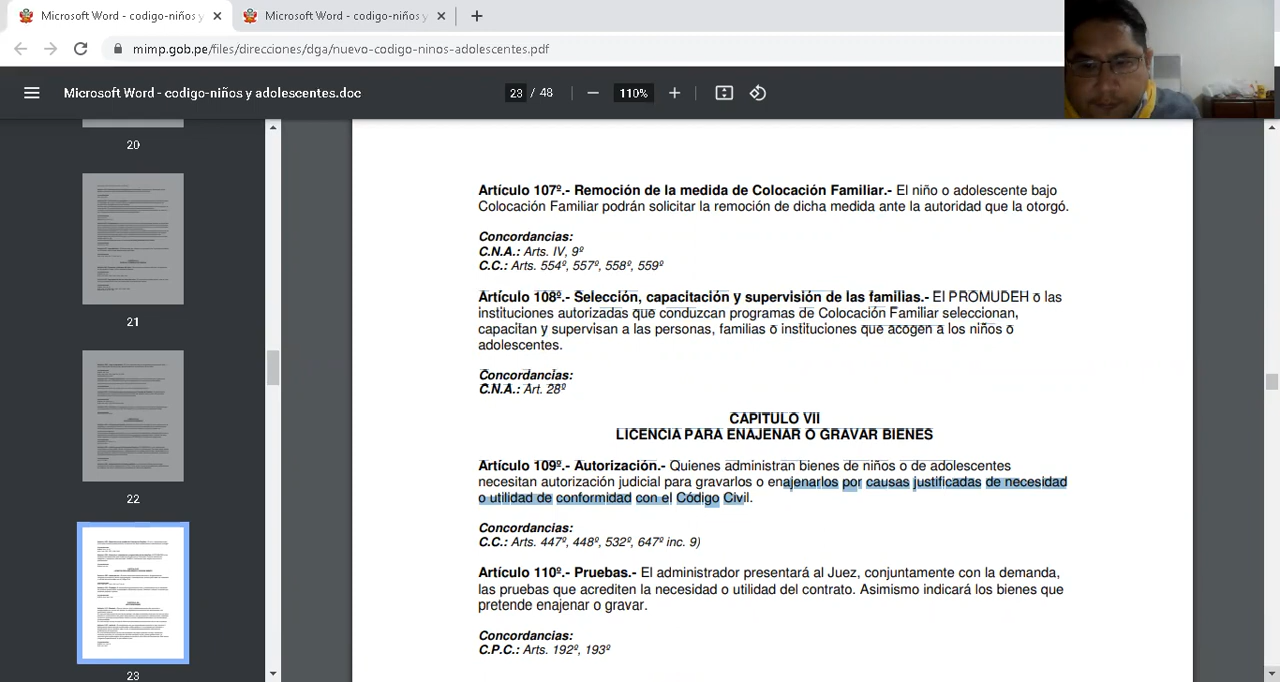 Microsoft Word - codigo-niños y
Microsoft Word - codigo-niños y
mimp.gob.pe/files/direcciones/dga/nuevo-codigo-ninos-adolescentes.pdf
Microsoft Word - codigo-niños y adolescentes.doc
23 / 48
110%
20
21
22
23
Artículo 107º.- Remoción de la medida de Colocación Familiar.- El niño o adolescente bajo
Colocación Familiar podrán solicitar la remoción de dicha medida ante la autoridad que la otorgó.
Concordancias:
C.N.A.: Arts. IV, 9º
C.C.: Arts. 554º, 557º, 558º, 559º
Artículo 108º.- Selección, capacitación y supervisión de las familias.- El PROMUDEH o las
instituciones autorizadas que conduzcan programas de Colocación Familiar seleccionan,
capacitan y supervisan a las personas, familias o instituciones que acogen a los niños o
adolescentes.
Concordancias:
C.N.A.: Art. 28º
CAPITULO VII
LICENCIA PARA ENAJENAR O GRAVAR BIENES
Artículo 109º.- Autorización.- Quienes administran bienes de niños o de adolescentes
necesitan autorización judicial para gravarlos o enajenarlos por causas justificadas de necesidad
o utilidad de conformidad con el Código Civil.
Concordancias:
C.C.: Arts. 447º, 448º, 532º, 647º inc. 9)
Artículo 110º.- Pruebas.- El administrador presentará al Juez, conjuntamente con la demanda,
las pruebas que acrediten la necesidad o utilidad del contrato. Asimismo indicará los bienes que
pretende enajenar o gravar.
Concordancias:
C.P.C.: Arts. 192º, 193º